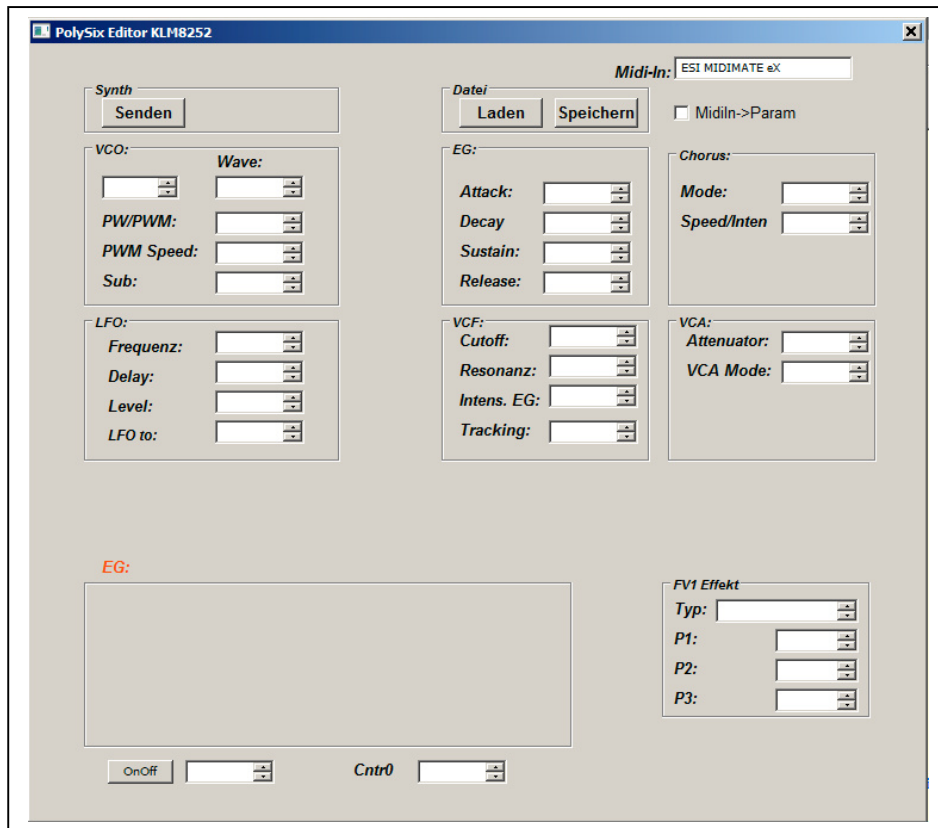 PolySix Editor KLM8252
Midi-In: ESI MIDIMATE eX
Synth
Senden
Datei
Laden Speichern
MidiIn->Param
VCO:
Wave:
PW/PWM:
PWM Speed:
Sub:
EG:
Attack:
Decay
Sustain:
Release:
Chorus:
Mode:
Speed/Inten
LFO:
Frequenz:
Delay:
Level:
LFO to:
VCF:
Cutoff:
Resonanz:
Intens. EG:
Tracking:
VCA:
Attenuator:
VCA Mode:
EG:
FV1 Effekt
Typ:
P1:
P2:
P3:
OnOff
Cntr0